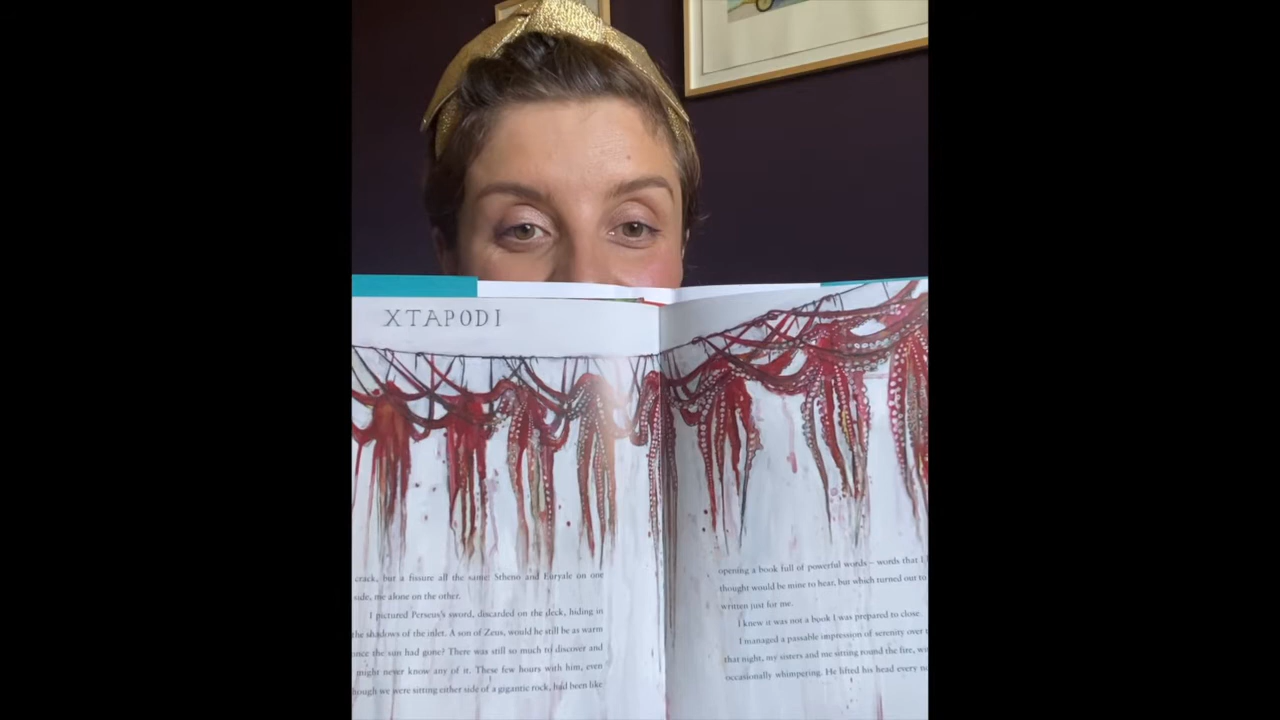 XTAPODI
crack, but a fissure all the same: Stheno and Euryale on one
side, me alone on the other.
I pictured Perseus's sword, discarded on the deck, hiding in
the shadows of the inlet. A son of Zeus, would he still be as warm
once the sun had gone? There was still so much to discover and
might never know any of it. These few hours with him, even
though we were sitting either side of a gigantic rock, had been like
opening a book full of powerful words – words that I
thought would be mine to hear, but which turned out to
written just for me.
I knew it was not a book I was prepared to close.
I managed a passable impression of serenity over
that night, my sisters and me sitting round the fire,
occasionally whimpering. He lifted his head every